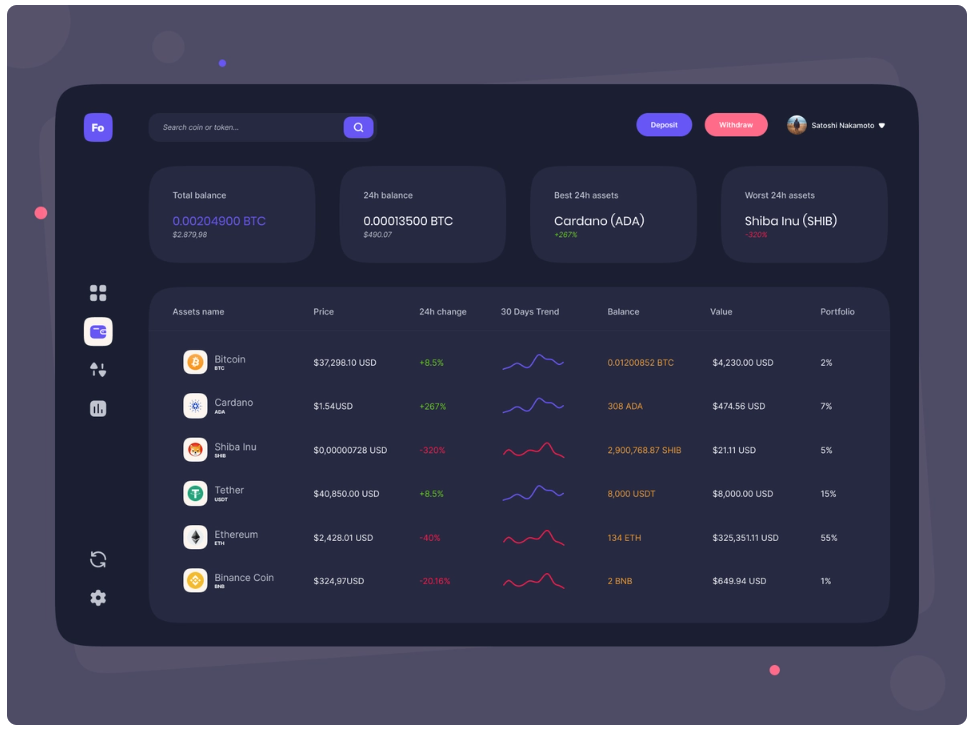 Fo
Search coin or token...
Deposit
Withdraw
Satoshi Nakamoto
Total balance
0.00204900 BTC
$2.879,98
24h balance
0.00013500 BTC
$490.07
Best 24h assets
Cardano (ADA)
+267%
Worst 24h assets
Shiba Inu (SHIB)
-320%
Assets name Price 24h change 30 Days Trend Balance Value Portfolio
Bitcoin
BTC
$37,298.10 USD +8.5% 0.01200852 BTC $4,230.00 USD 2%
Cardano
ADA
$1.54USD +267% 308 ADA $474.56 USD 7%
Shiba Inu
SHIB
$0,00000728 USD -320% 2,900,768.87 SHIB $21.11 USD 5%
Tether
USDT
$40,850.00 USD +8.5% 8,000 USDT $8,000.00 USD 15%
Ethereum
ETH
$2,428.01 USD -40% 134 ETH $325,351.11 USD 55%
Binance Coin
BNB
$324,97USD -20.16% 2 BNB $649.94 USD 1%